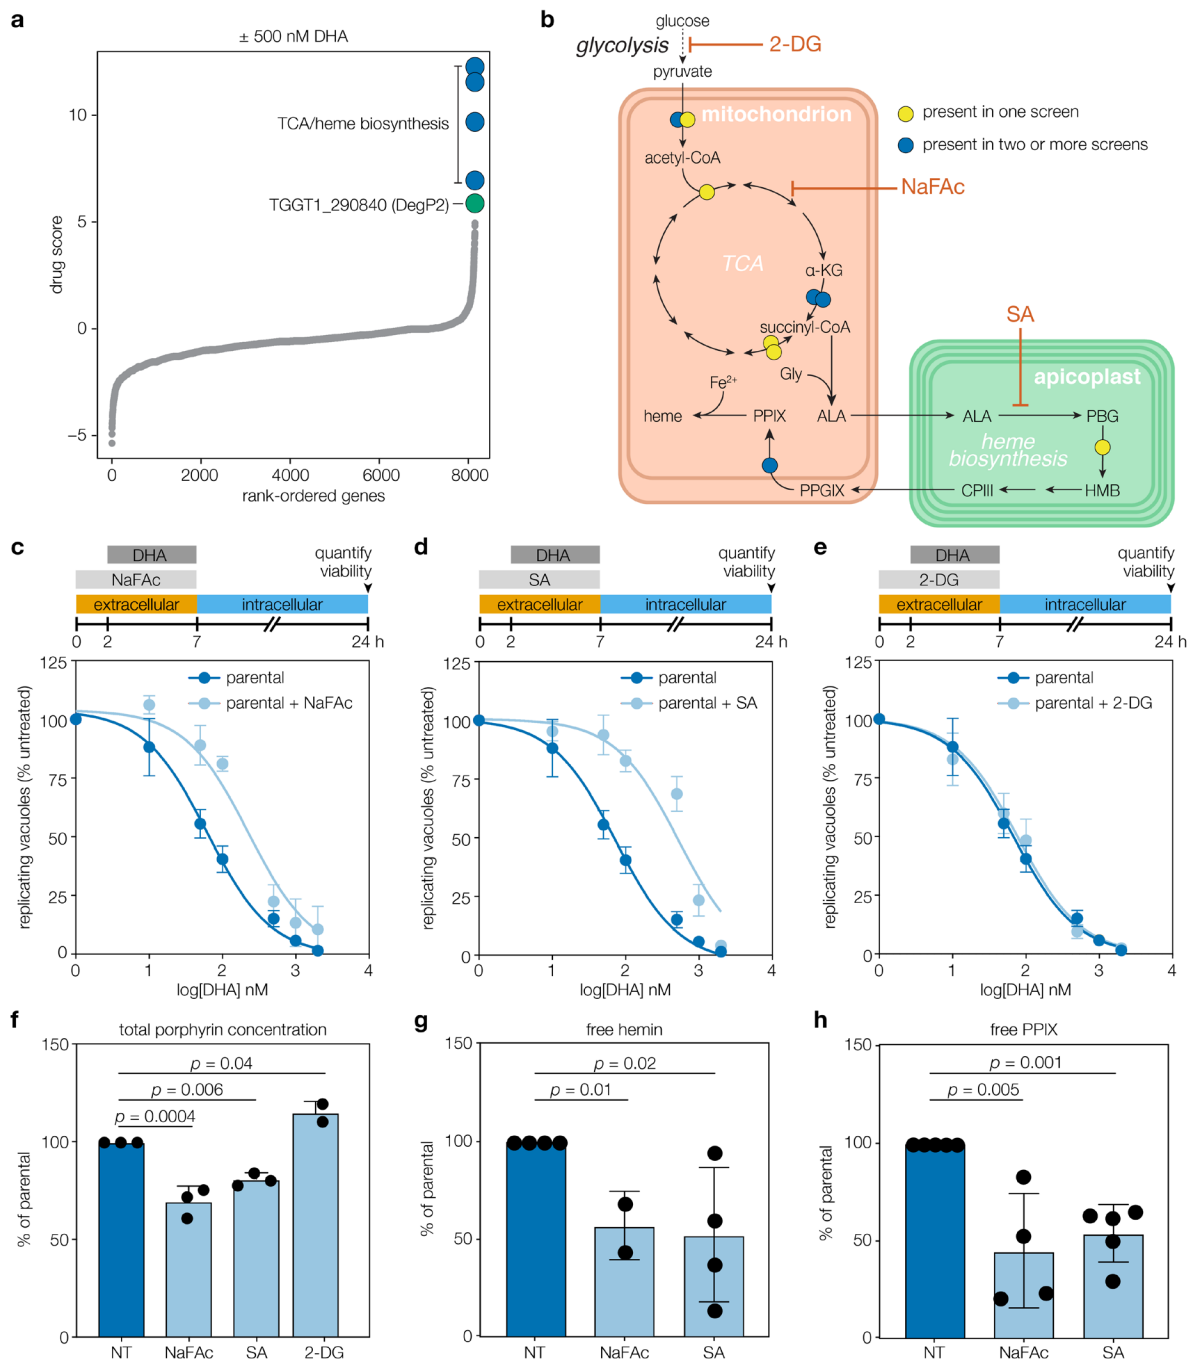 a
± 500 nM DHA
drug score
10
5
0
−5
TCA/heme biosynthesis
TGGT1_290840 (DegP2)
0
2000
4000
6000
8000
rank-ordered genes
b
glucose
glycolysis
2-DG
pyruvate
mitochondrion
present in one screen
present in two or more screens
acetyl-CoA
NaFAc
TCA
α-KG
succinyl-CoA
SA
Gly
Fe2+
heme
PPIX
ALA
PPGIX
apicoplast
ALA
PBG
heme
biosynthesis
CPIII
HMB
c
DHA
NaFAc
extracellular
intracellular
quantify
viability
0
2
7
24 h
replicating vacuoles (% untreated)
125
100
75
50
25
0
parental
parental + NaFAc
0
1
2
3
4
log[DHA] nM
d
DHA
SA
extracellular
intracellular
quantify
viability
0
2
7
24 h
replicating vacuoles (% untreated)
125
100
75
50
25
0
parental
parental + SA
0
1
2
3
4
log[DHA] nM
e
DHA
2-DG
extracellular
intracellular
quantify
viability
0
2
7
24 h
replicating vacuoles (% untreated)
125
100
75
50
25
0
parental
parental + 2-DG
0
1
2
3
4
log[DHA] nM
f
total porphyrin concentration
% of parental
150
100
50
0
p = 0.04
p = 0.006
p = 0.0004
NT
NaFAc
SA
2-DG
g
free hemin
% of parental
150
100
50
0
p = 0.02
p = 0.01
NT
NaFAc
SA
h
free PPIX
% of parental
150
100
50
0
p = 0.001
p = 0.005
NT
NaFAc
SA